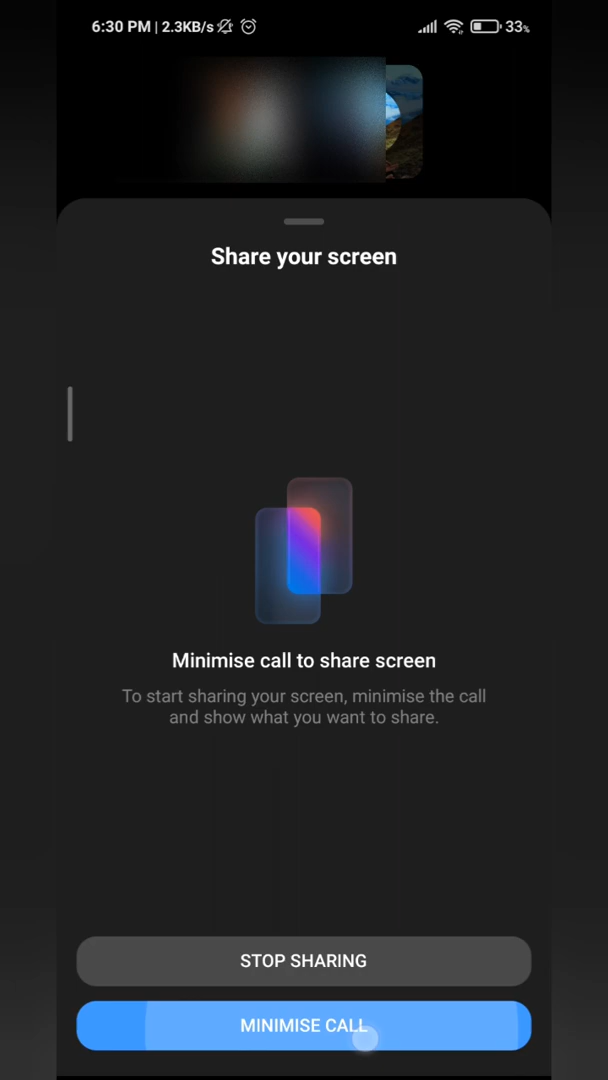 6:30 PM | 2.3KB/s 33%
Share your screen
Minimise call to share screen
To start sharing your screen, minimise the call
and show what you want to share.
STOP SHARING
MINIMISE CALL